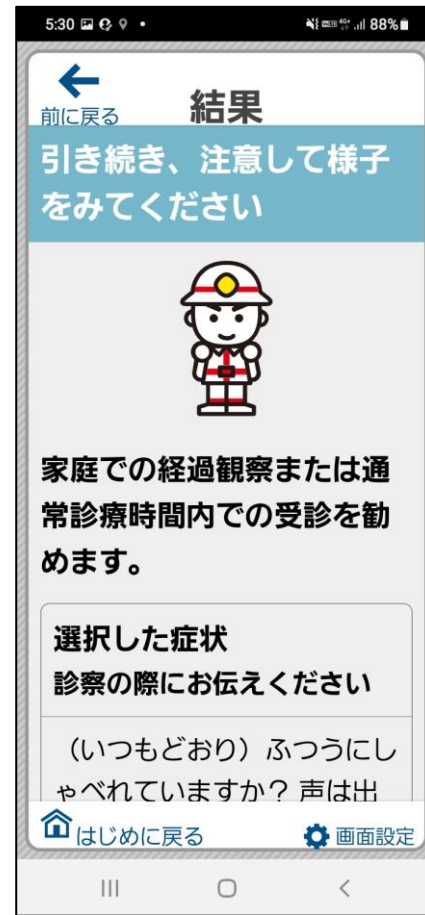 5:30
4G+
88%
前に戻る
結果
引き続き、注意して様子
をみてください
家庭での経過観察または通
常診療時間内での受診を勧
めます。
選択した症状
診察の際にお伝えください
（いつもどおり）ふつうにし
ゃべれていますか？ 声は出
はじめに戻る
画面設定